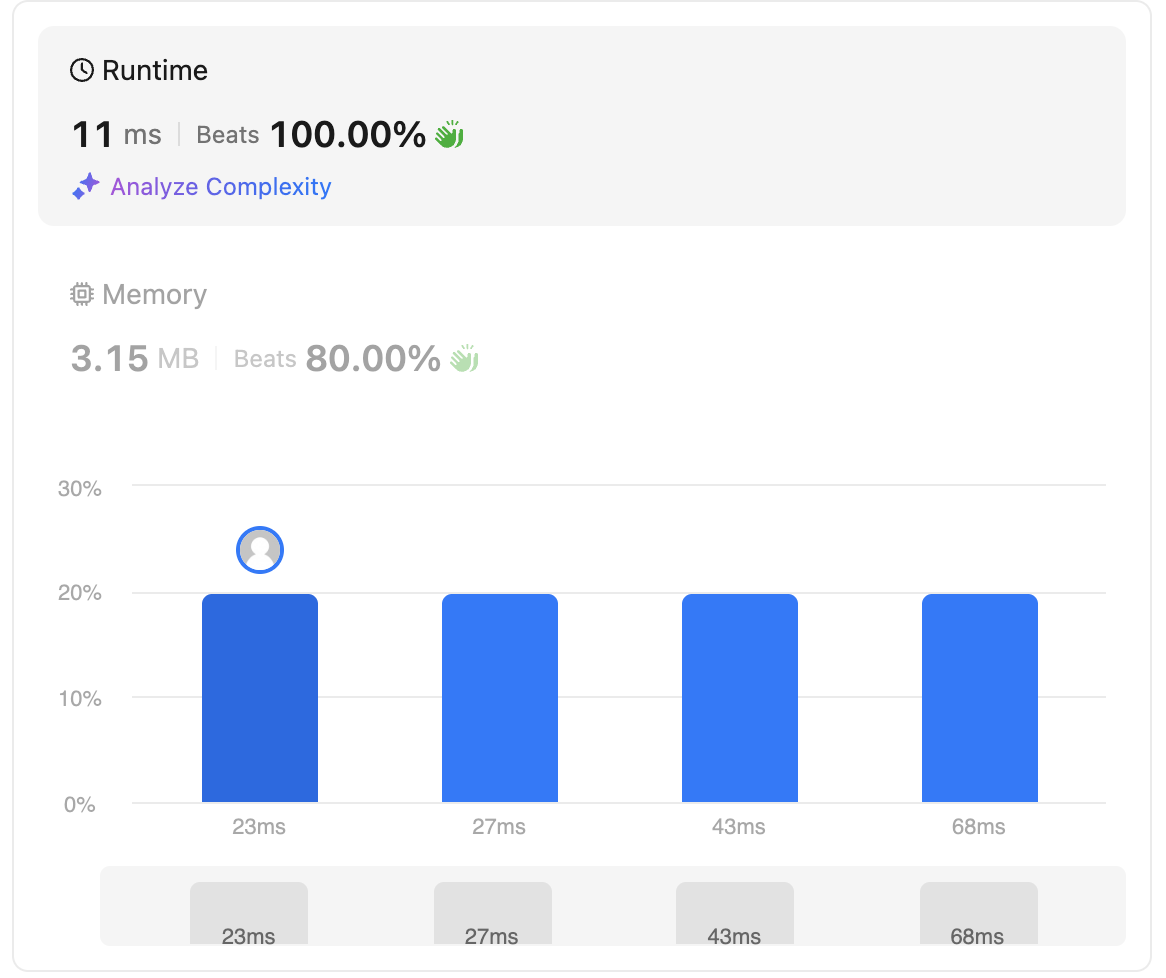 Runtime
11 ms | Beats 100.00%
Analyze Complexity
Memory
3.15 MB | Beats 80.00%
30%
20%
10%
0%
23ms 27ms 43ms 68ms
23ms 27ms 43ms 68ms